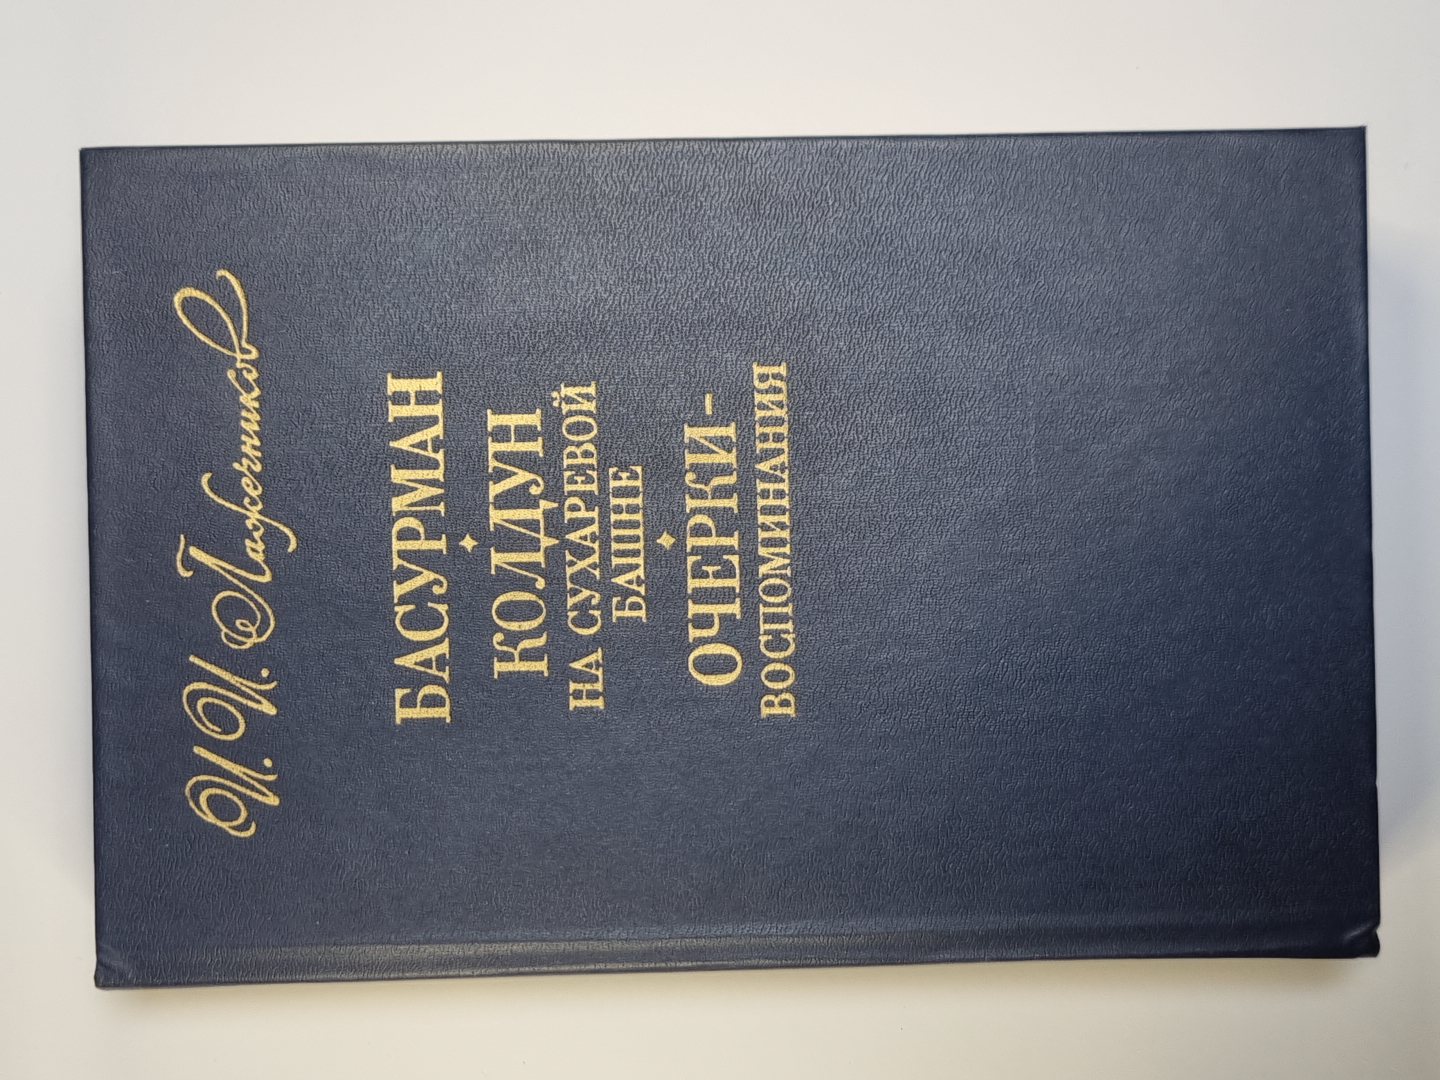 И. И. Лажечников
БАСУРМАН
КОЛДУН
НА СУХАРЕВОЙ
БАШНЕ
ОЧЕРКИ-
ВОСПОМИНАНИЯ